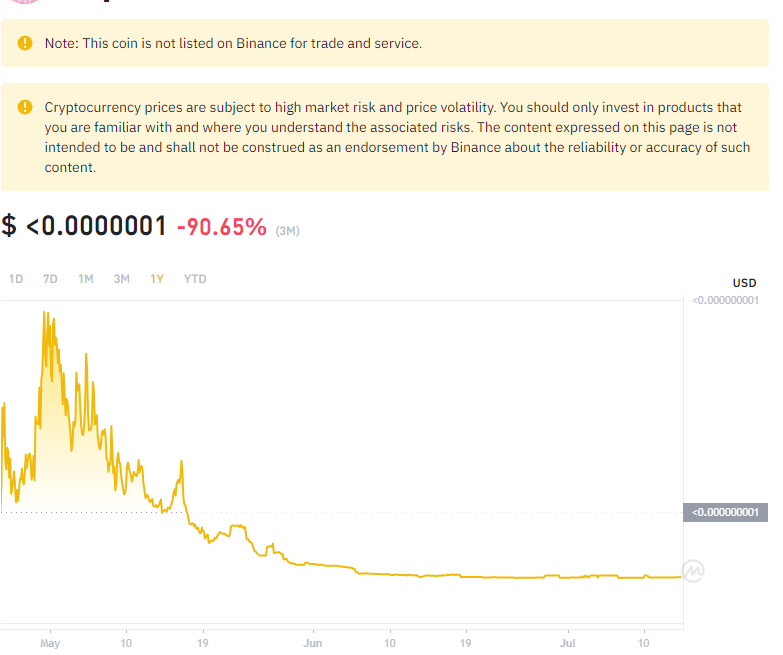 Note: This coin is not listed on Binance for trade and service.
Cryptocurrency prices are subject to high market risk and price volatility. You should only invest in products that
you are familiar with and where you understand the associated risks. The content expressed on this page is not
intended to be and shall not be construed as an endorsement by Binance about the reliability or accuracy of such
content.
$ <0.0000001 -90.65% (3M)
1D 7D 1M 3M 1Y YTD
USD
<0.000000001
<0.000000001
May 10 19 Jun 10 19 Jul 10